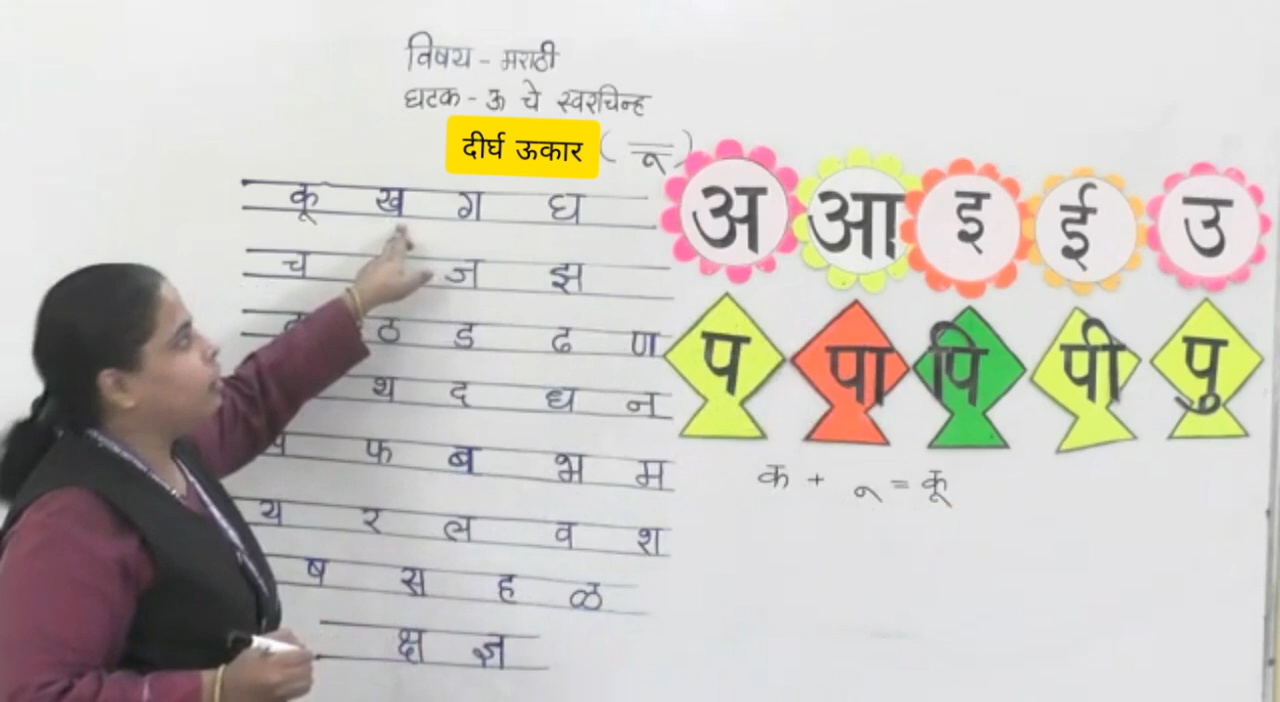 विषय - मराठी
घटक - ऊ चे स्वरचिन्ह
दीर्घ ऊकार ( ू )
कू ख ग घ
च ज झ
ठ ड ढ ण
थ द ध न
फ ब भ म
य र ल व श
ष स ह ळ
क्ष ज्ञ
अ आ इ ई उ
प पा पि पी पु
क + ू = कू